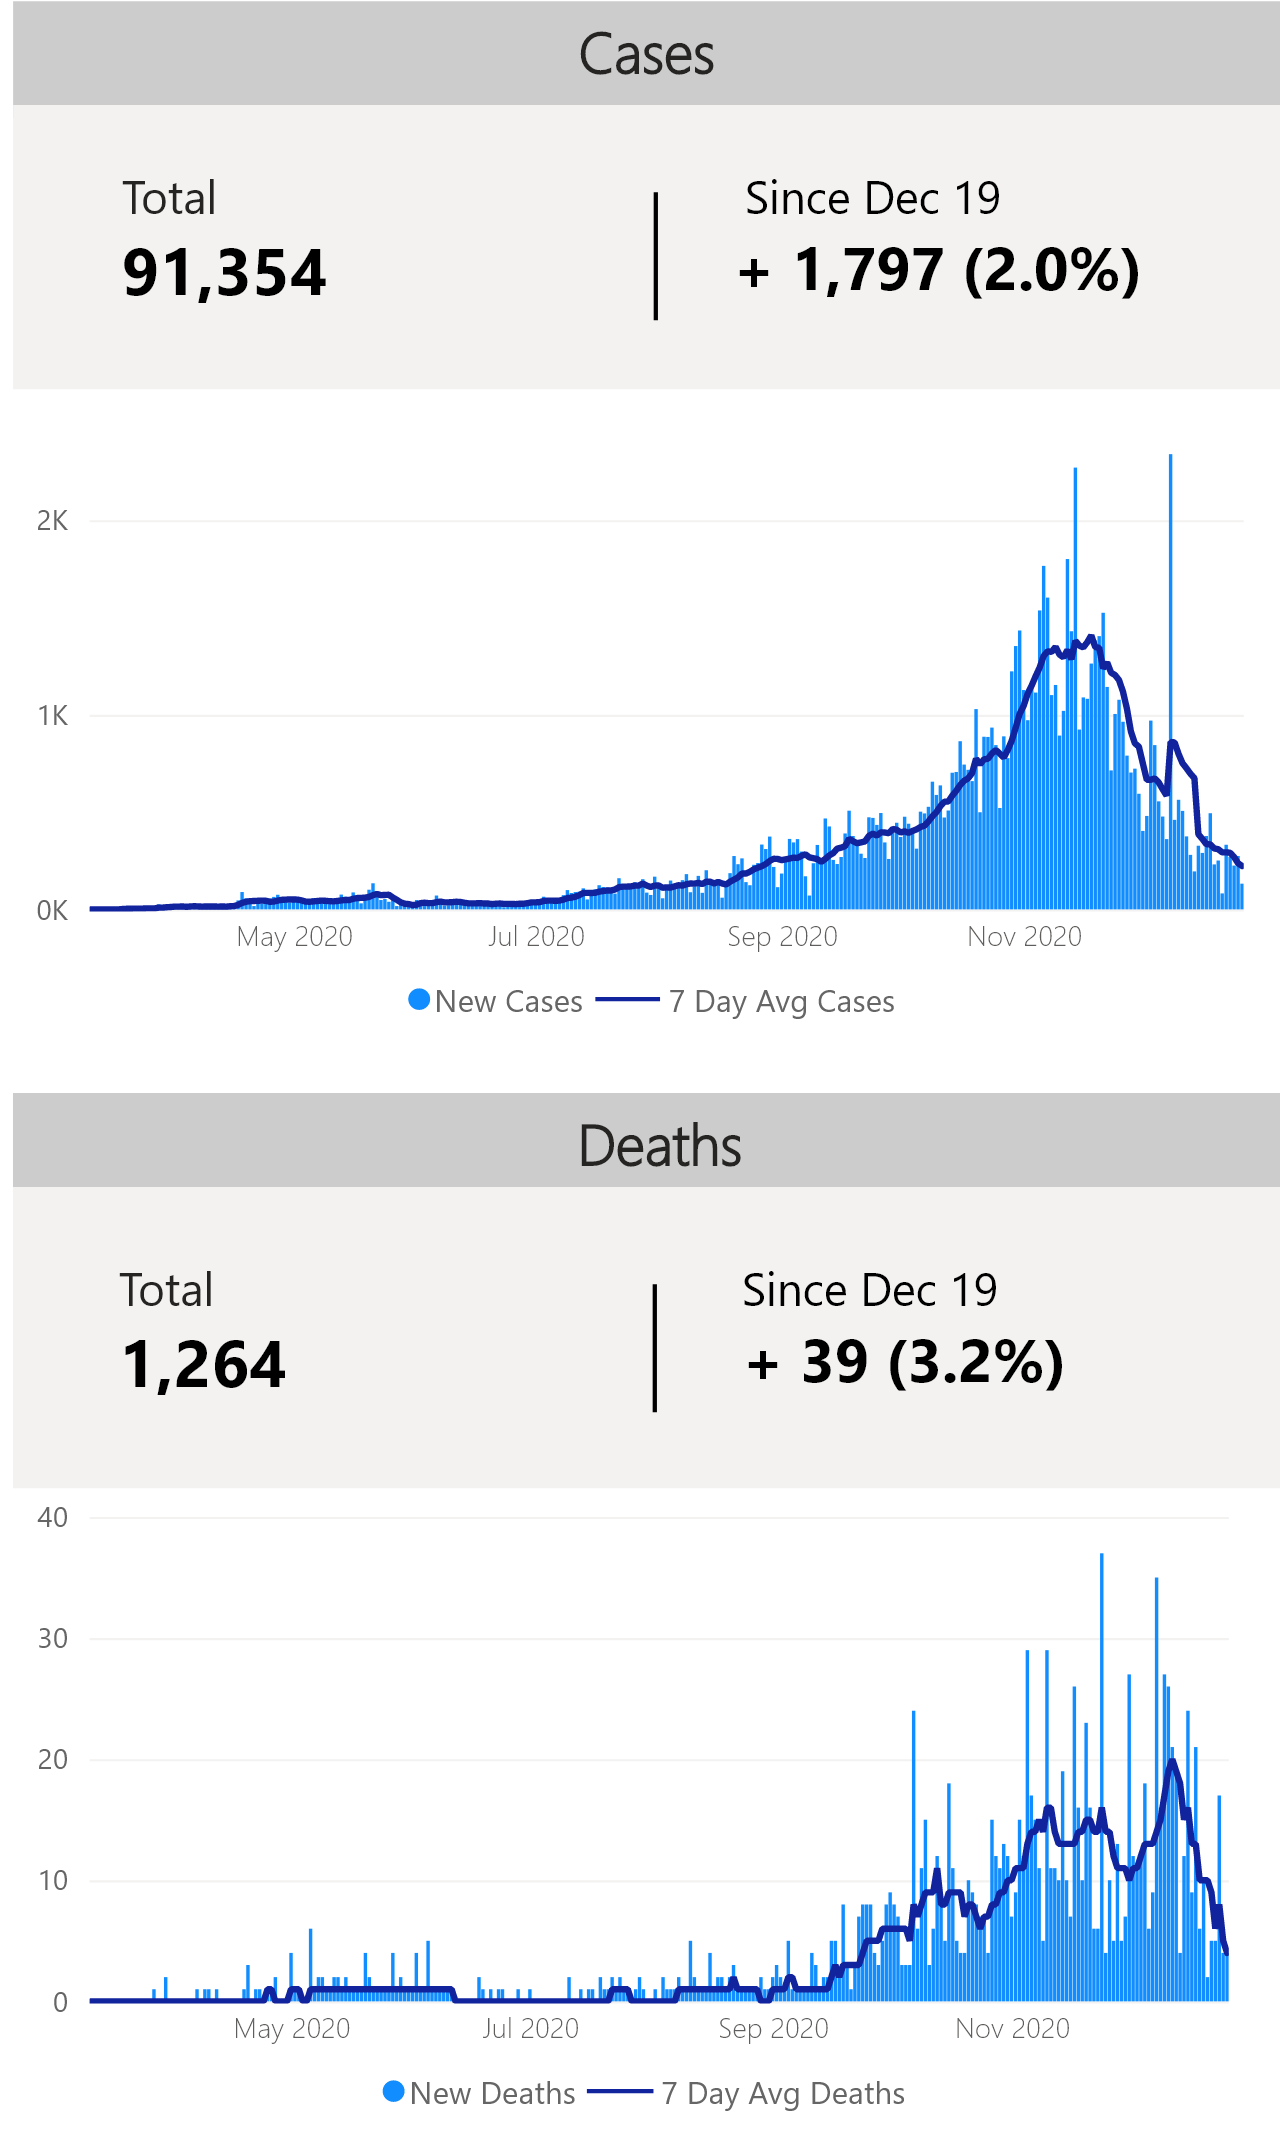 Cases
Total
Since Dec 19
91,354
+ 1,797 (2.0%)
2K
1K
0K
May 2020
Jul 2020
Sep 2020
Nov 2020
New Cases
7 Day Avg Cases
Deaths
Total
Since Dec 19
1,264
+ 39 (3.2%)
40
30
20
10
0
May 2020
Jul 2020
Sep 2020
Nov 2020
New Deaths
7 Day Avg Deaths